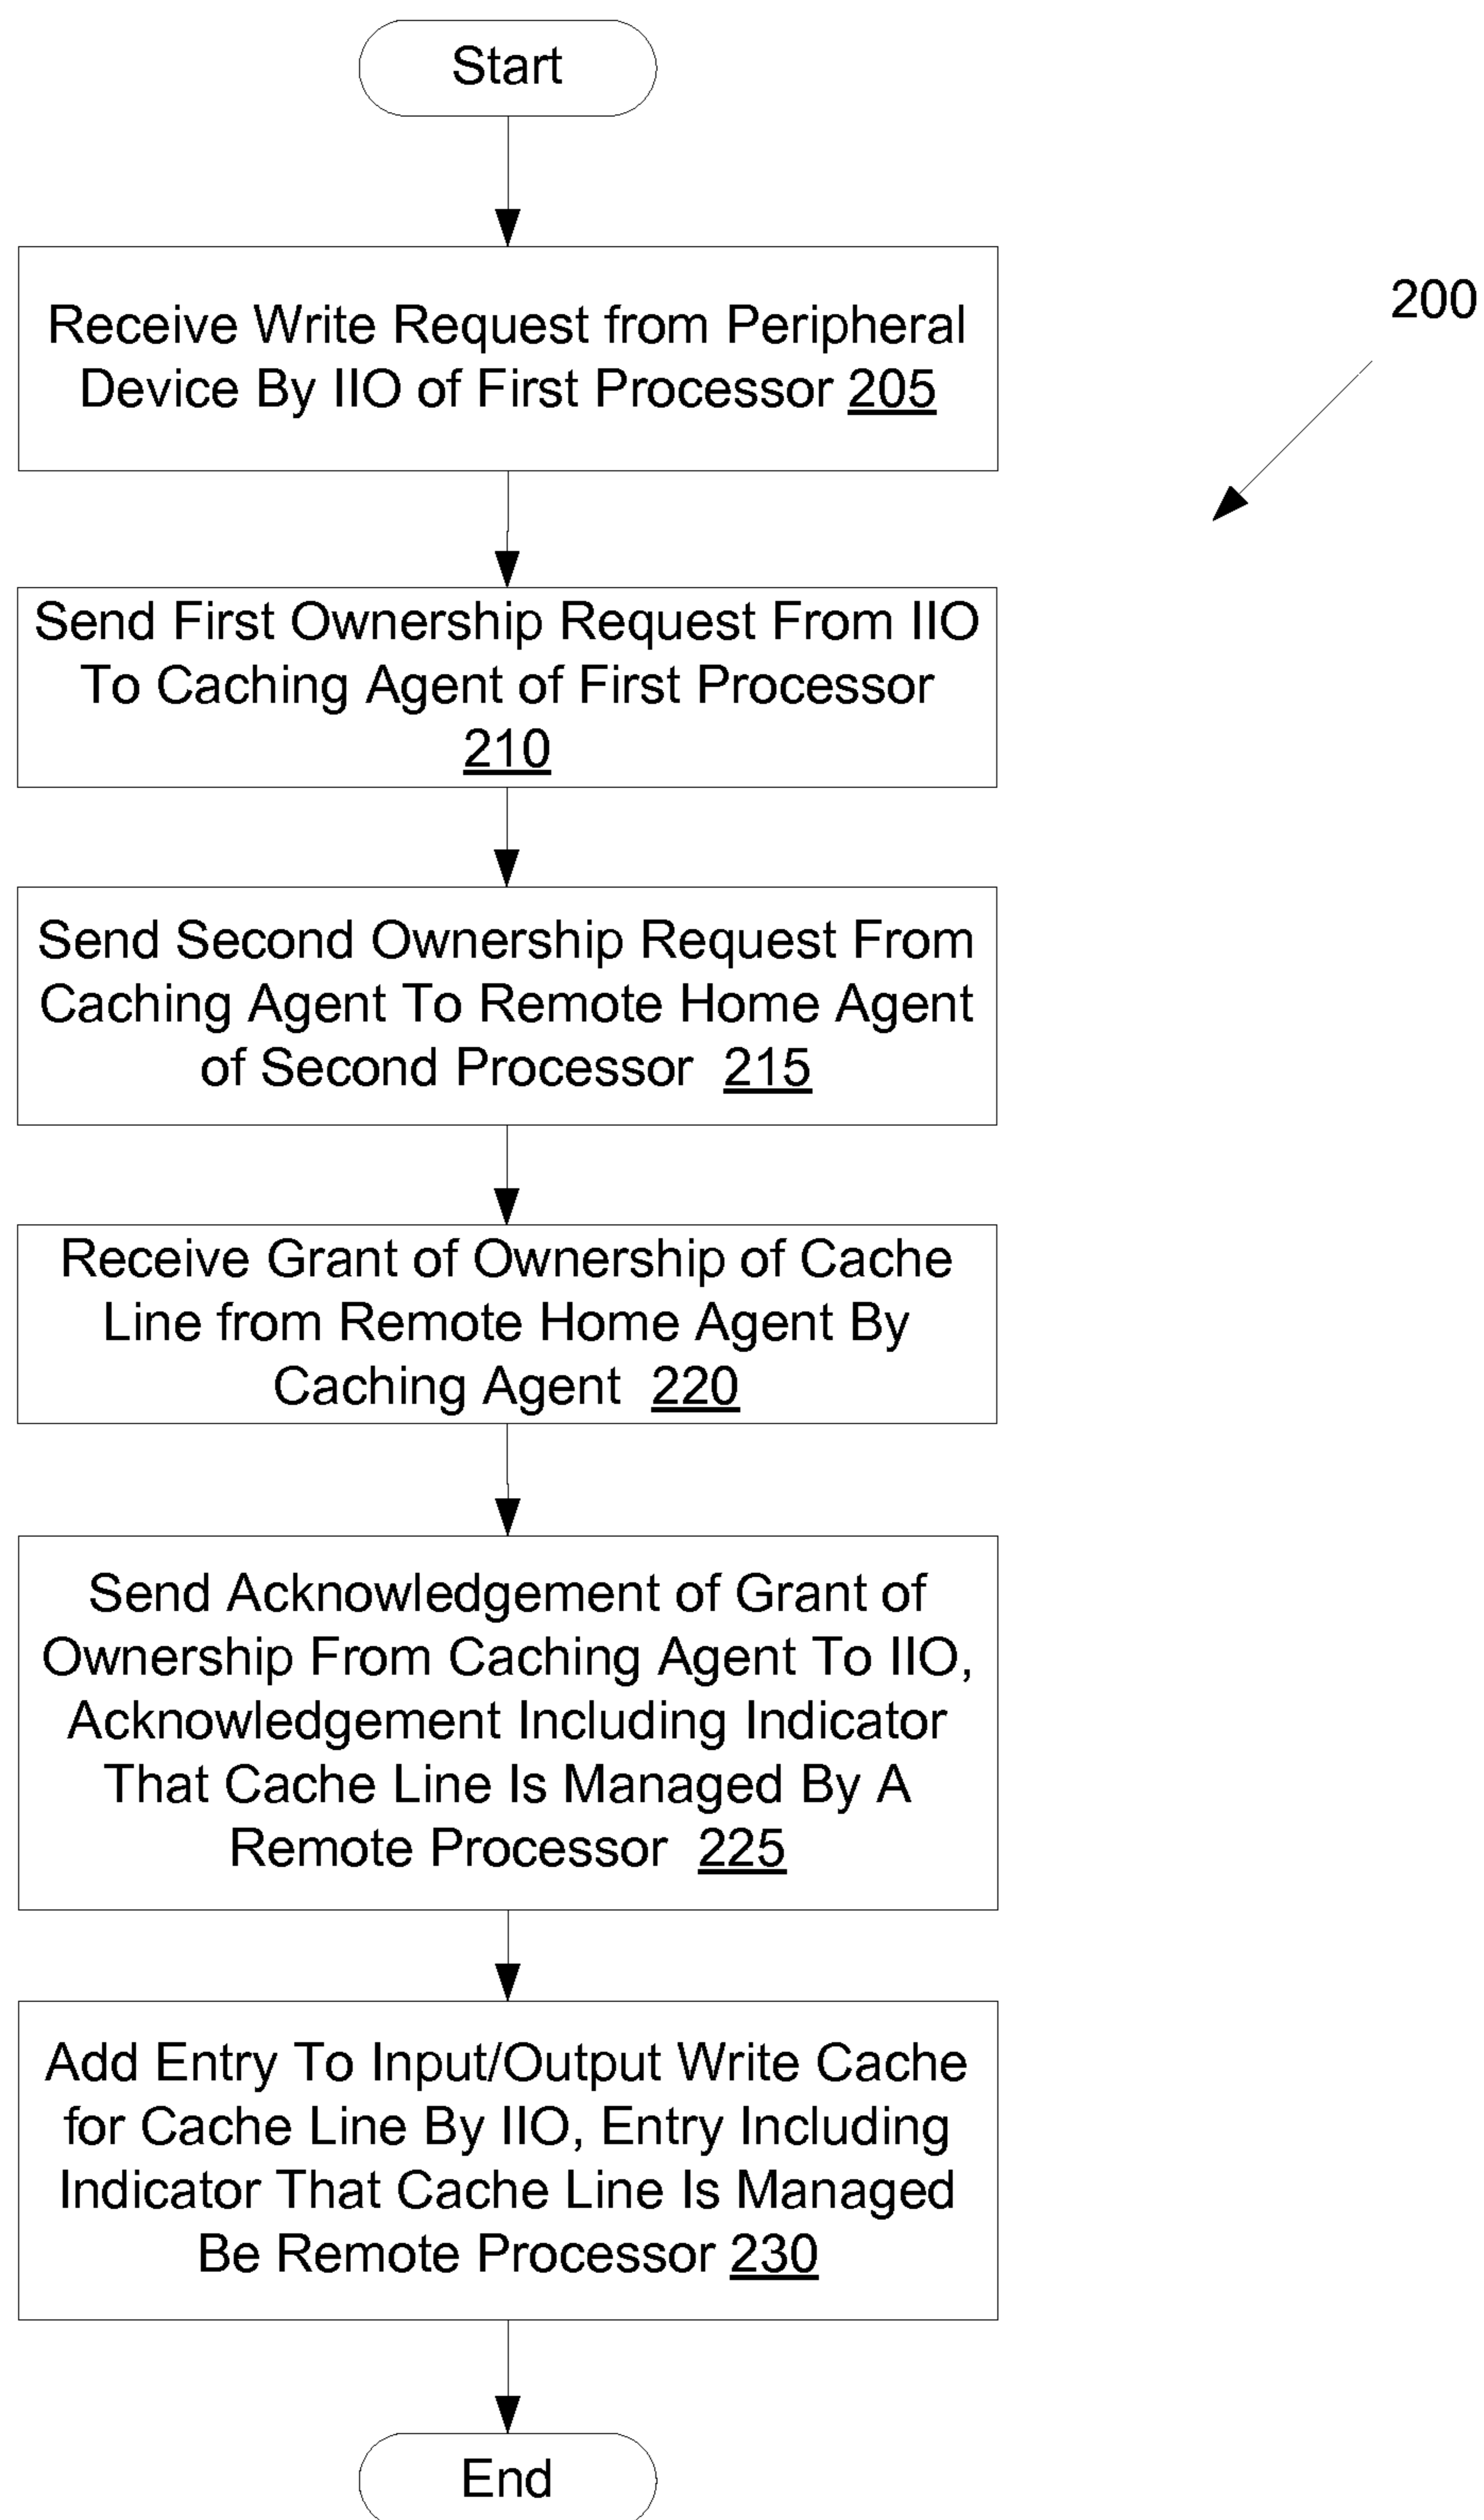 Start
Receive Write Request from Peripheral
Device By IIO of First Processor 205
200
Send First Ownership Request From IIO
To Caching Agent of First Processor
210
Send Second Ownership Request From
Caching Agent To Remote Home Agent
of Second Processor 215
Receive Grant of Ownership of Cache
Line from Remote Home Agent By
Caching Agent 220
Send Acknowledgement of Grant of
Ownership From Caching Agent To IIO,
Acknowledgement Including Indicator
That Cache Line Is Managed By A
Remote Processor 225
Add Entry To Input/Output Write Cache
for Cache Line By IIO, Entry Including
Indicator That Cache Line Is Managed
Be Remote Processor 230
End